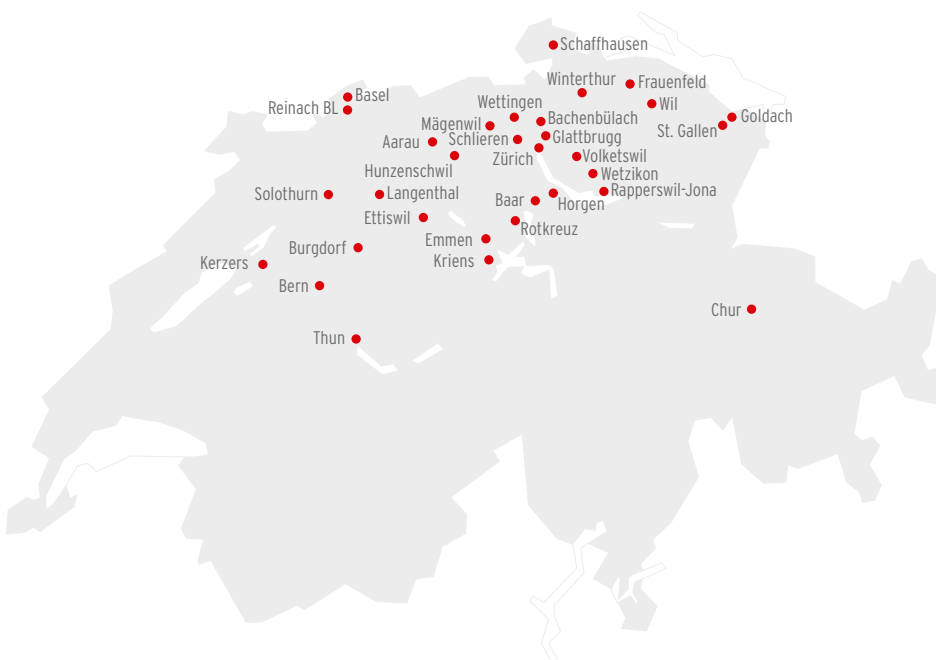 Schaffhausen
Winterthur
Frauenfeld
Basel
Wil
Reinach BL
Wettingen
Goldach
Bachenbülach
Mägenwil
St. Gallen
Aarau
Schlieren
Glattbrugg
Zürich
Volketswil
Hunzenschwil
Wetzikon
Rapperswil-Jona
Solothurn
Langenthal
Baar
Horgen
Ettiswil
Rotkreuz
Emmen
Burgdorf
Kriens
Kerzers
Bern
Chur
Thun